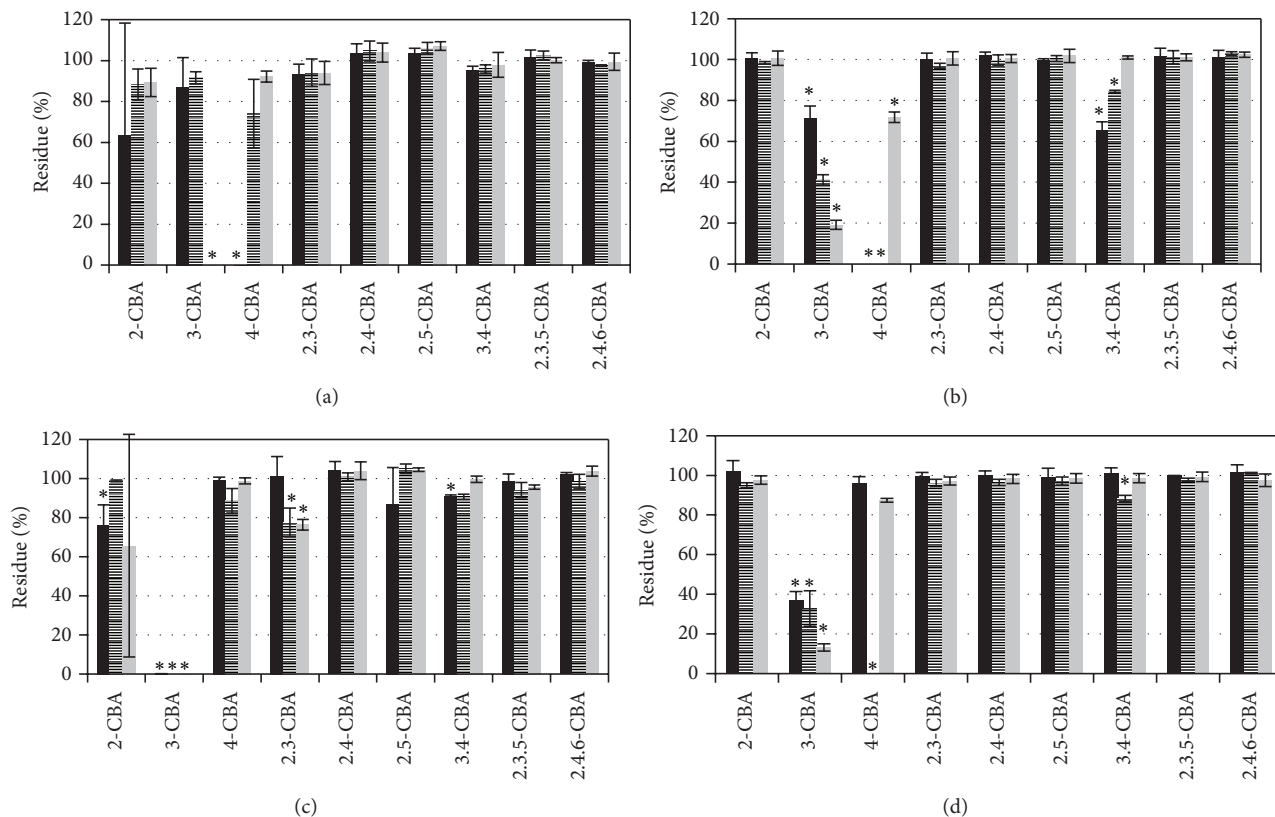 120
100
80
60
40
20
0
Residue (%)
* * * *
2-CBA
3-CBA
4-CBA
2.3-CBA
2.4-CBA
2.5-CBA
3.4-CBA
2.3.5-CBA
2.4.6-CBA
(a)
120
100
80
60
40
20
0
Residue (%)
* * * ** * * *
2-CBA
3-CBA
4-CBA
2.3-CBA
2.4-CBA
2.5-CBA
3.4-CBA
2.3.5-CBA
2.4.6-CBA
(b)
120
100
80
60
40
20
0
Residue (%)
* *** * * *
2-CBA
3-CBA
4-CBA
2.3-CBA
2.4-CBA
2.5-CBA
3.4-CBA
2.3.5-CBA
2.4.6-CBA
(c)
120
100
80
60
40
20
0
Residue (%)
** * * *
2-CBA
3-CBA
4-CBA
2.3-CBA
2.4-CBA
2.5-CBA
3.4-CBA
2.3.5-CBA
2.4.6-CBA
(d)